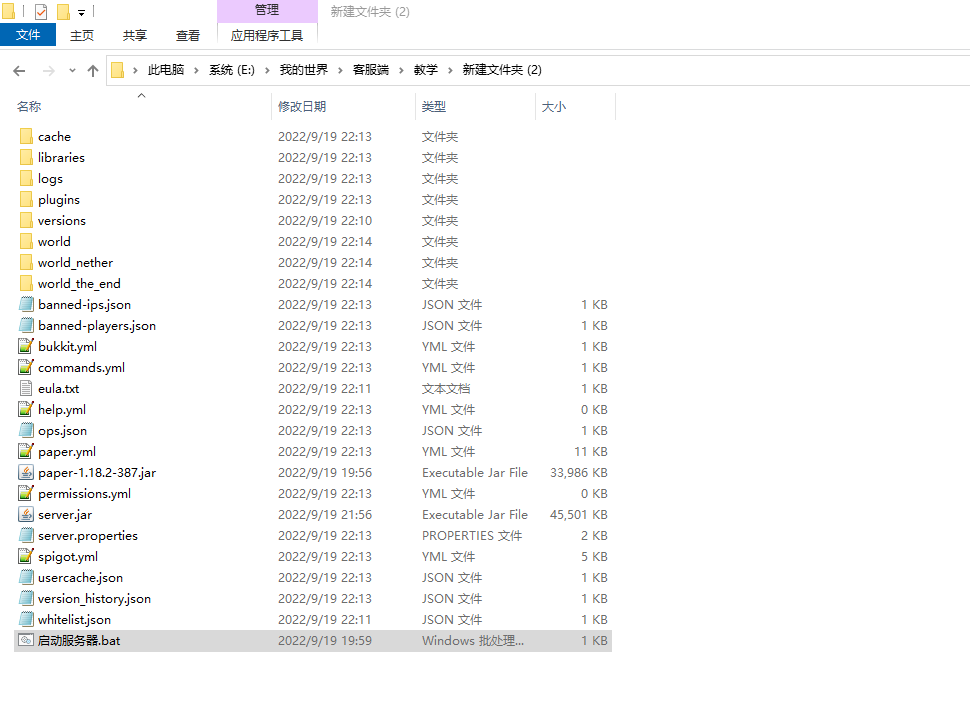 管理 新建文件夹 (2)
文件 主页 共享 查看 应用程序工具
此电脑 系统 (E:) 我的世界 客服端 教学 新建文件夹 (2)
名称 修改日期 类型 大小
cache 2022/9/19 22:13 文件夹
libraries 2022/9/19 22:13 文件夹
logs 2022/9/19 22:13 文件夹
plugins 2022/9/19 22:13 文件夹
versions 2022/9/19 22:10 文件夹
world 2022/9/19 22:14 文件夹
world_nether 2022/9/19 22:14 文件夹
world_the_end 2022/9/19 22:14 文件夹
banned-ips.json 2022/9/19 22:13 JSON 文件 1 KB
banned-players.json 2022/9/19 22:13 JSON 文件 1 KB
bukkit.yml 2022/9/19 22:13 YML 文件 1 KB
commands.yml 2022/9/19 22:13 YML 文件 1 KB
eula.txt 2022/9/19 22:11 文本文档 1 KB
help.yml 2022/9/19 22:13 YML 文件 0 KB
ops.json 2022/9/19 22:13 JSON 文件 1 KB
paper.yml 2022/9/19 22:13 YML 文件 11 KB
paper-1.18.2-387.jar 2022/9/19 19:56 Executable Jar File 33,986 KB
permissions.yml 2022/9/19 22:13 YML 文件 0 KB
server.jar 2022/9/19 21:56 Executable Jar File 45,501 KB
server.properties 2022/9/19 22:13 PROPERTIES 文件 2 KB
spigot.yml 2022/9/19 22:13 YML 文件 5 KB
usercache.json 2022/9/19 22:13 JSON 文件 1 KB
version_history.json 2022/9/19 22:13 JSON 文件 1 KB
whitelist.json 2022/9/19 22:11 JSON 文件 1 KB
启动服务器.bat 2022/9/19 19:59 Windows 批处理... 1 KB